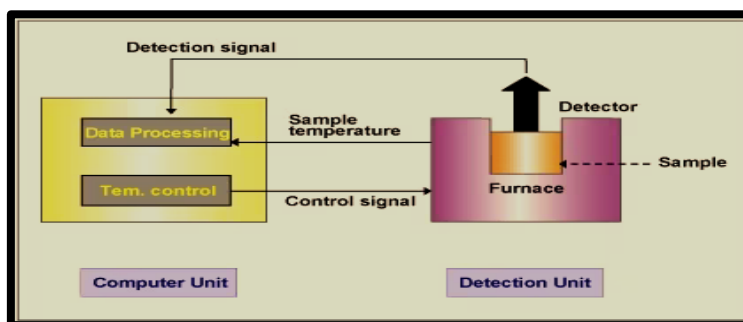 Detection signal
Detector
Data Processing
Sample
temperature
Sample
Furnace
Tem. control
Control signal
Computer Unit
Detection Unit